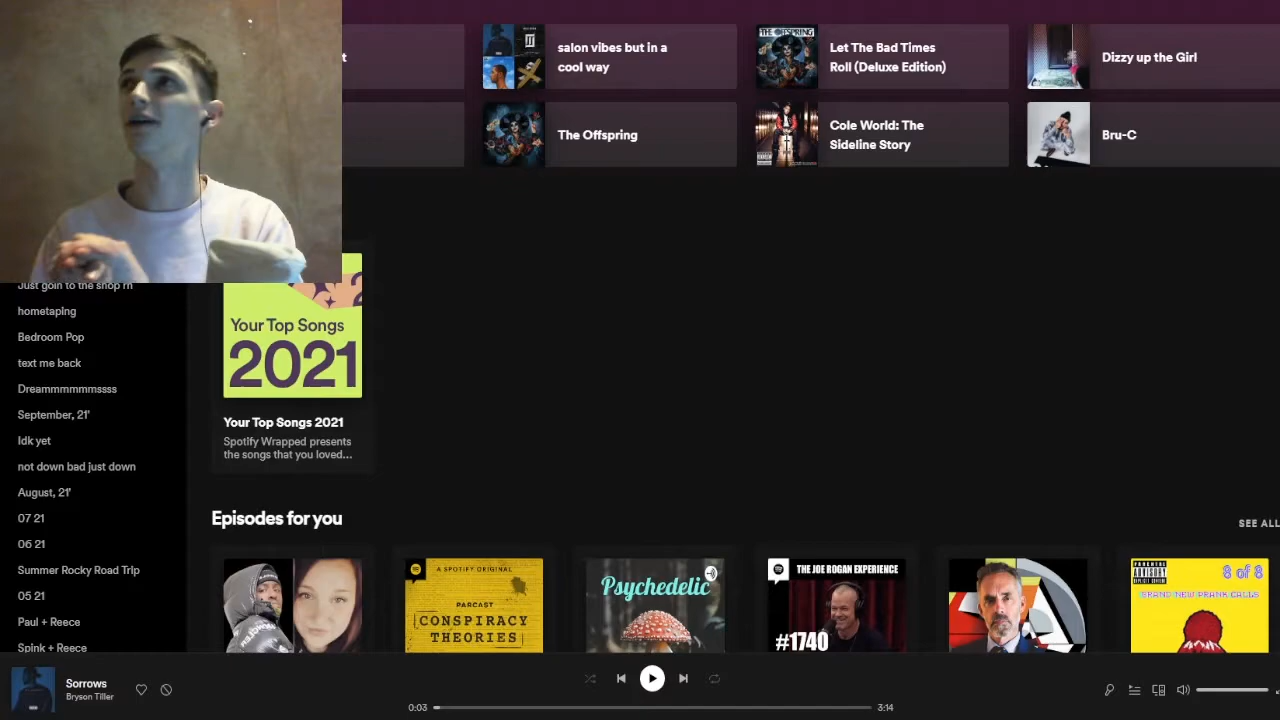 t
salon vibes but in a
cool way
THE OFFSPRING
Let The Bad Times
Roll (Deluxe Edition)
Dizzy up the Girl
The Offspring
Cole World: The
Sideline Story
Bru-C
Just goin to the shop rn
hometaping
Bedroom Pop
text me back
Dreammmmmmssss
September, 21'
Idk yet
not down bad just down
August, 21'
07 21
06 21
Summer Rocky Road Trip
05 21
Paul + Reece
Spink + Reece
Your Top Songs
2021
Your Top Songs 2021
Spotify Wrapped presents
the songs that you loved...
Episodes for you
SEE ALL
A SPOTIFY ORIGINAL
PARCAST
CONSPIRACY
THEORIES
Psychedelic
THE JOE ROGAN EXPERIENCE
#1740
PARENTAL
ADVISORY
8 of 8
BRAND NEW PRANK CALLS
Sorrows
Bryson Tiller
0:03
3:14